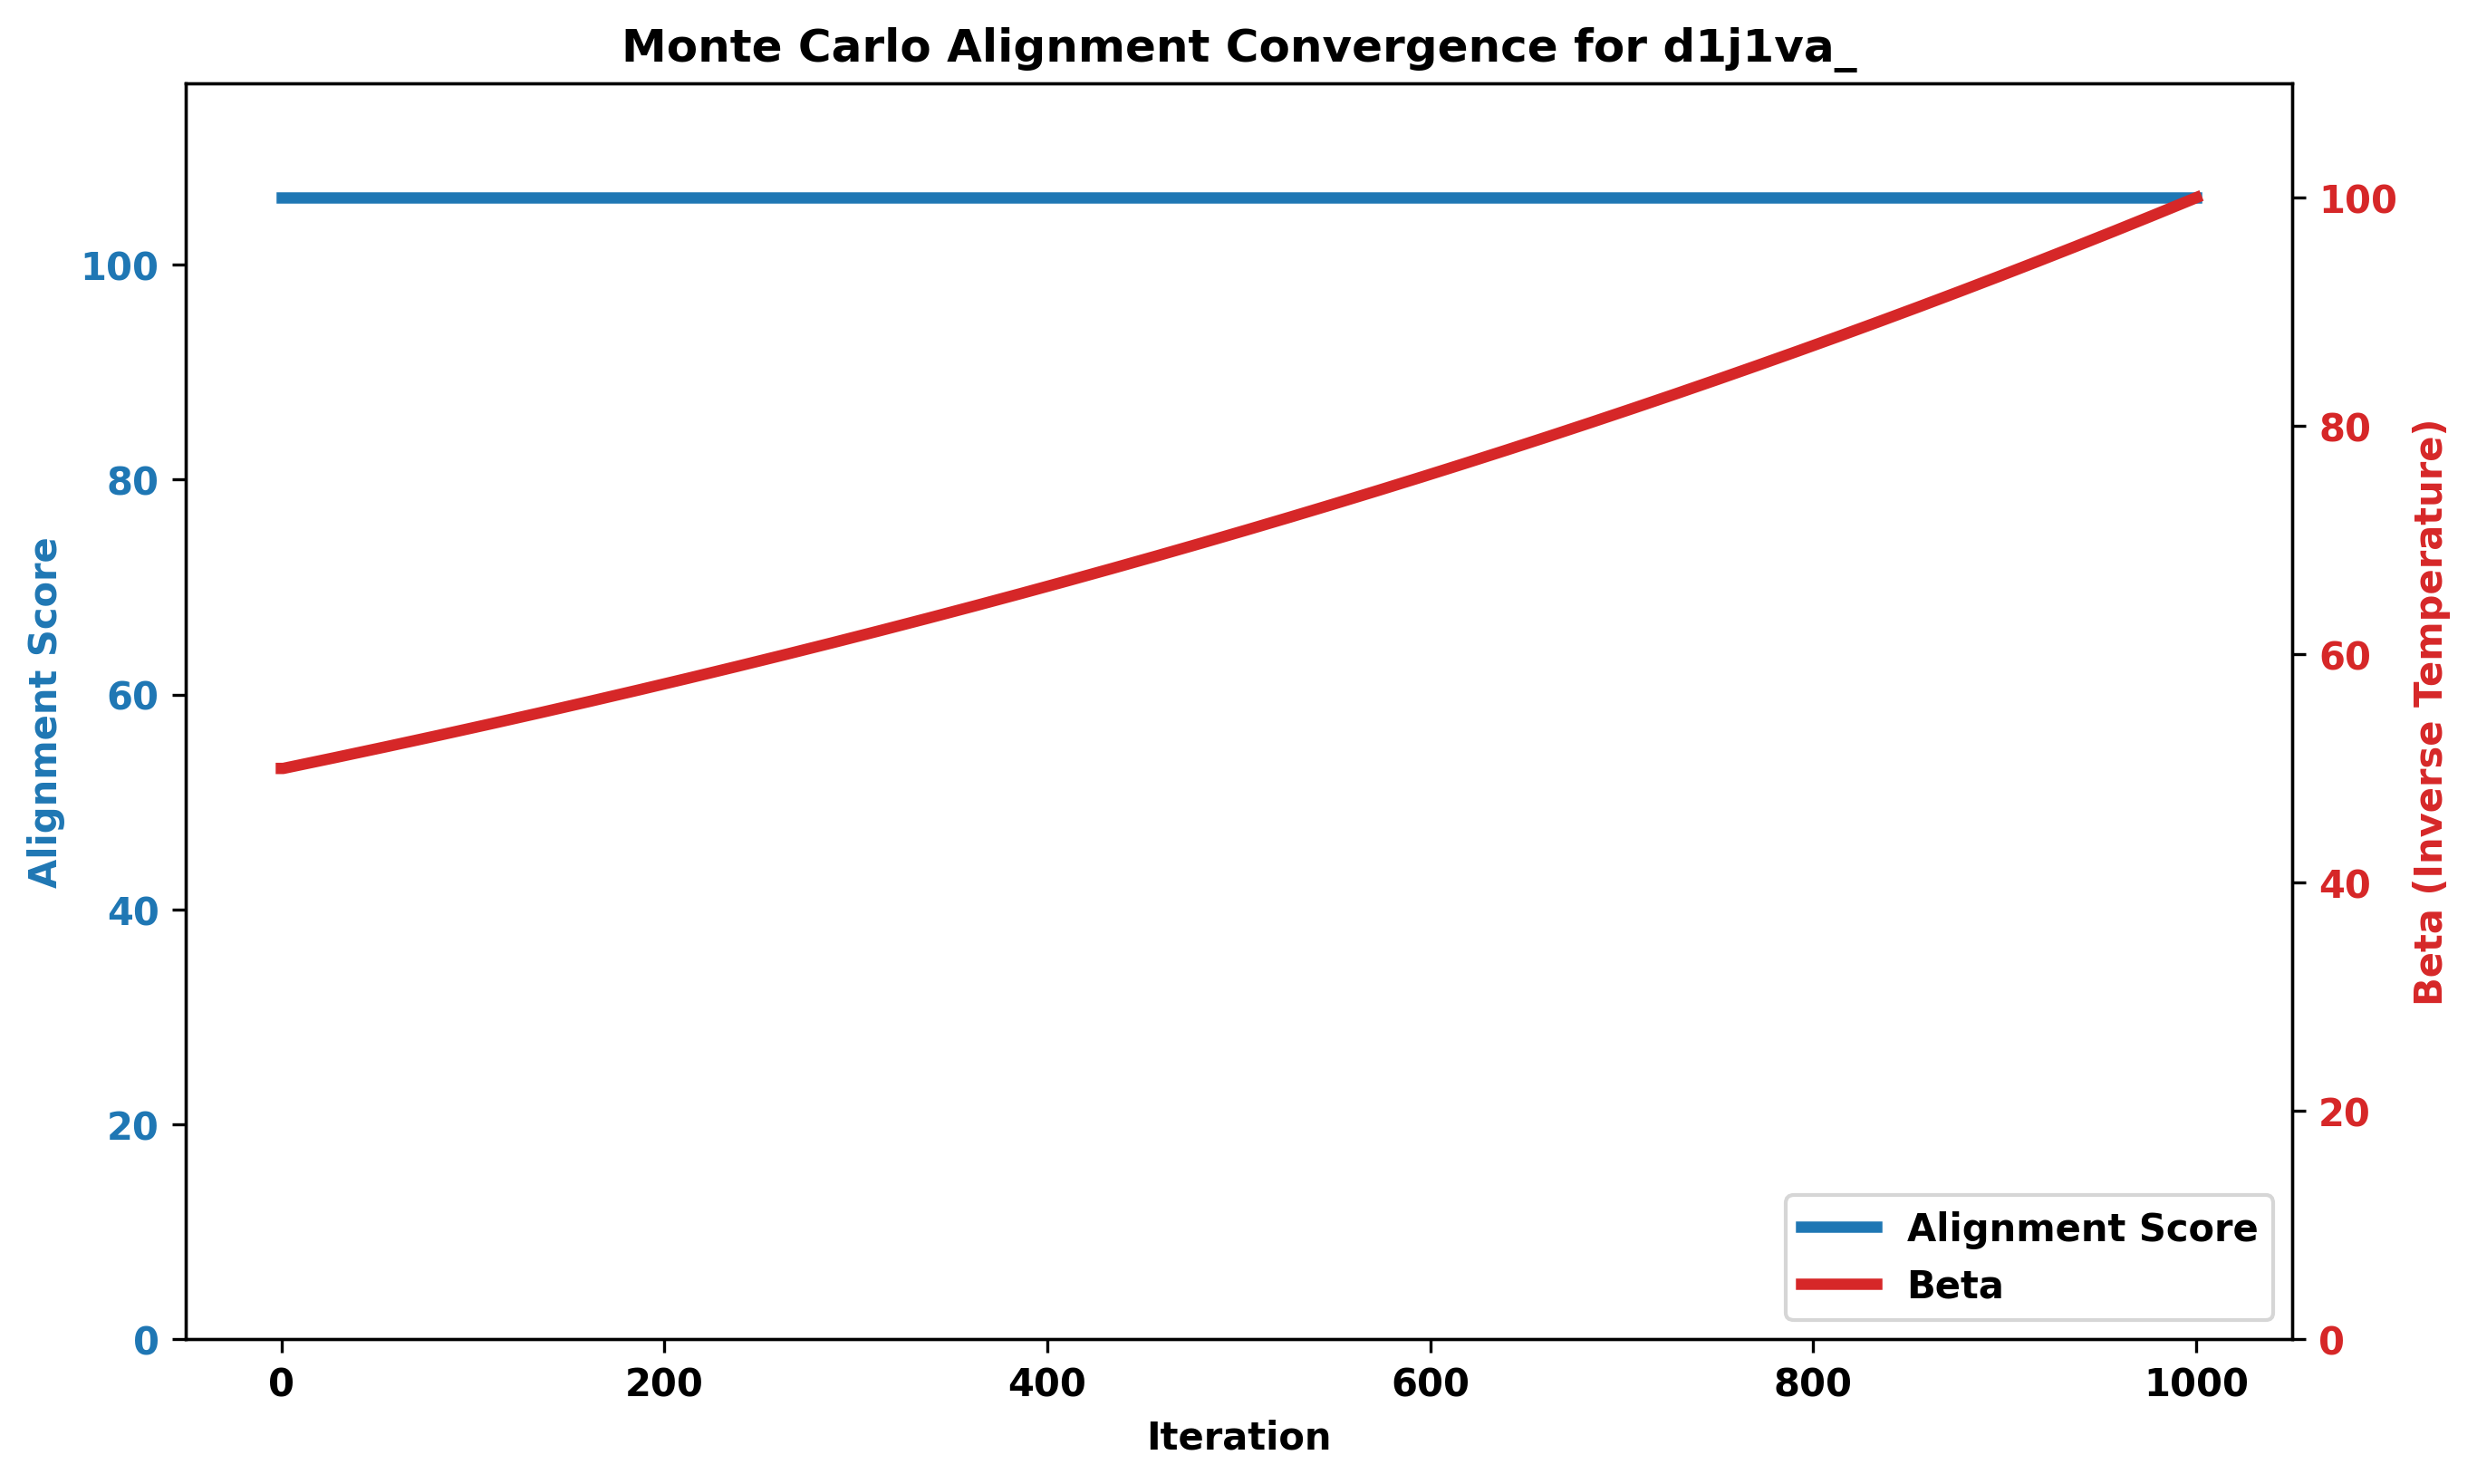 Monte Carlo Alignment Convergence for d1j1va_
Alignment Score
100
80
60
40
20
0
100
80
60
40
20
0
Beta (Inverse Temperature)
Alignment Score
Beta
0 200 400 600 800 1000
Iteration